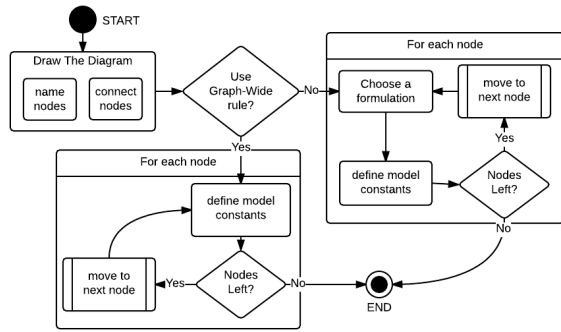 START
Draw The Diagram
name
nodes
connect
nodes
Use
Graph-Wide
rule?
No
Yes
For each node
Choose a
formulation
move to
next node
define model
constants
Nodes
Left?
Yes
No
For each node
define model
constants
move to
next node
Yes
Nodes
Left?
No
END